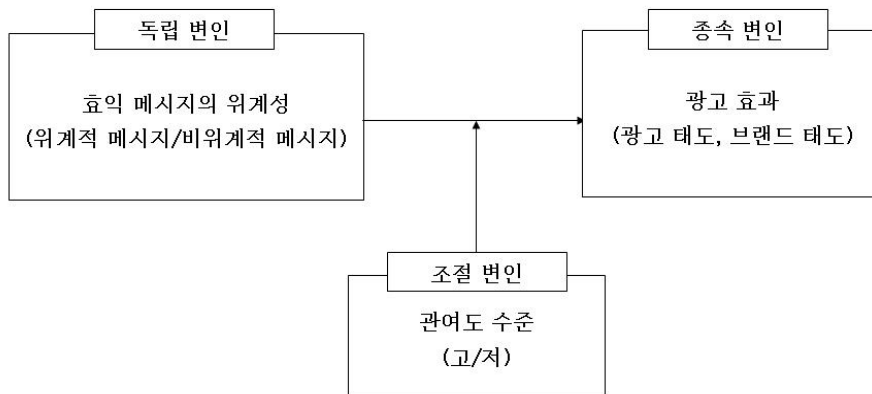 독립 변인
효익 메시지의 위계성
(위계적 메시지/비위계적 메시지)
종속 변인
광고 효과
(광고 태도, 브랜드 태도)
조절 변인
관여도 수준
(고/저)